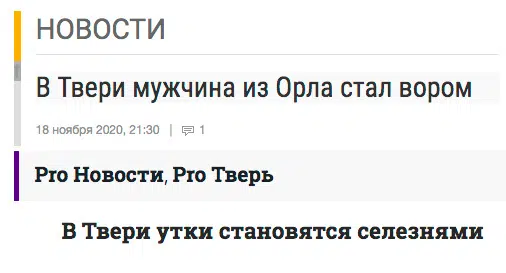 НОВОСТИ
В Твери мужчина из Орла стал вором
18 ноября 2020, 21:30 | 1
Pro Новости, Pro Тверь
В Твери утки становятся селезнями